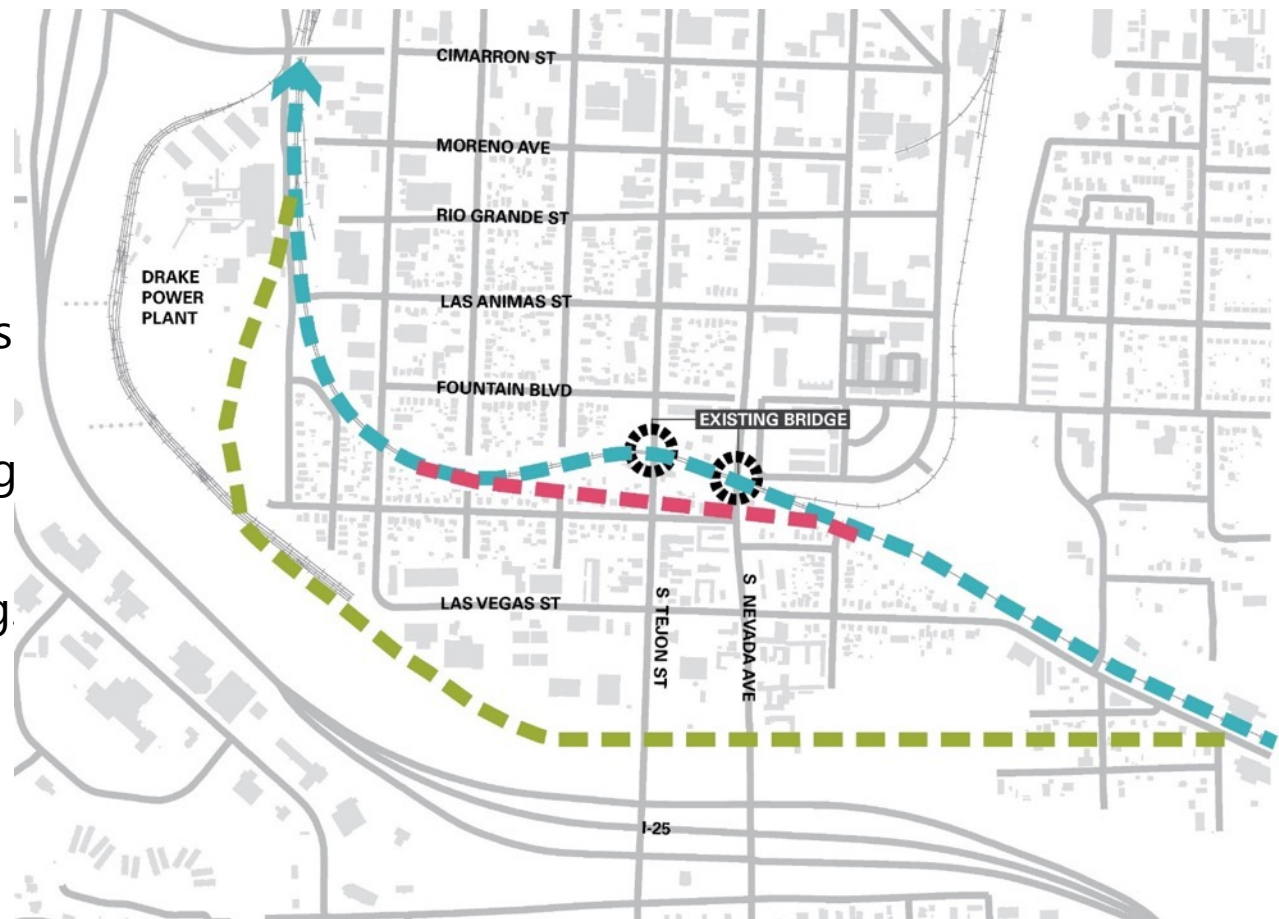 CIMARRON ST
MORENO AVE
RIO GRANDE ST
DRAKE
POWER
PLANT
LAS ANIMAS ST
s
FOUNTAIN BLVD
EXISTING BRIDGE
g
LAS VEGAS ST
g.
S TEJON ST
S NEVADA AVE
I-25